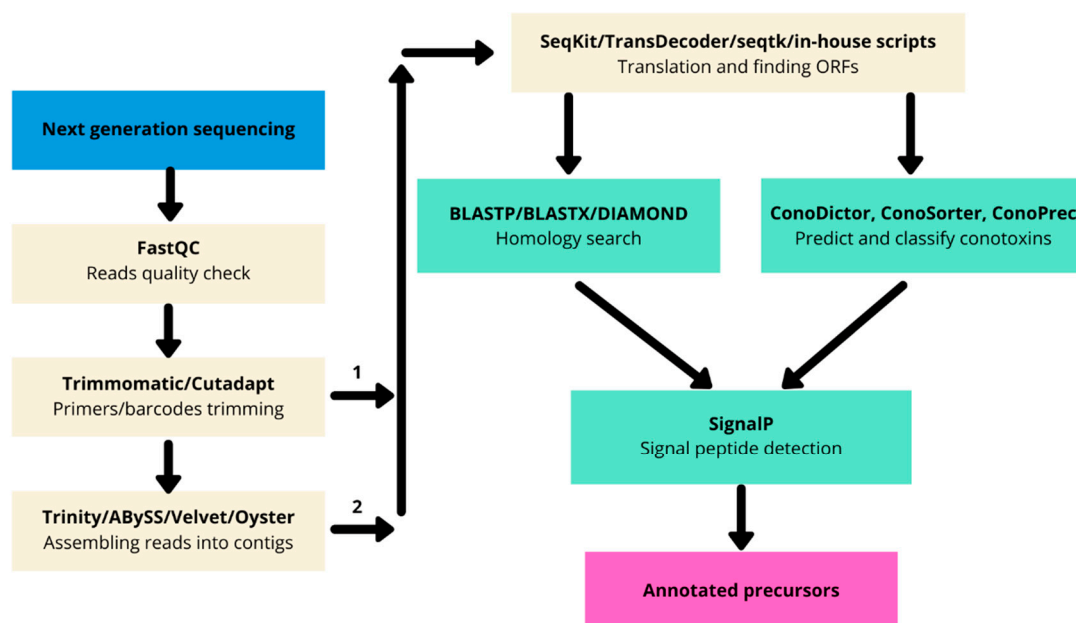 Next generation sequencing
FastQC
Reads quality check
Trimmomatic/Cutadapt
Primers/barcodes trimming
1
Trinity/ABySS/Velvet/Oyster
Assembling reads into contigs
2
SeqKit/TransDecoder/seqtk/in-house scripts
Translation and finding ORFs
BLASTP/BLASTX/DIAMOND
Homology search
ConoDictor, ConoSorter, ConoPrec
Predict and classify conotoxins
SignalP
Signal peptide detection
Annotated precursors